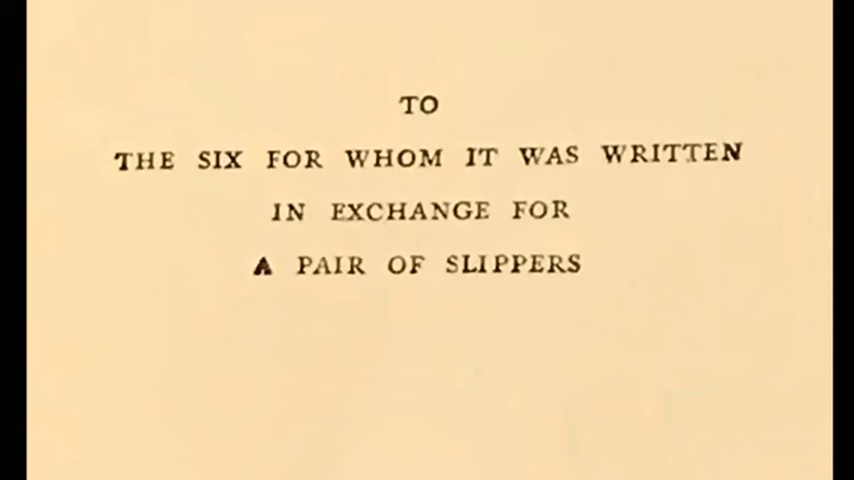 TO
THE SIX FOR WHOM IT WAS WRITTEN
IN EXCHANGE FOR
A PAIR OF SLIPPERS